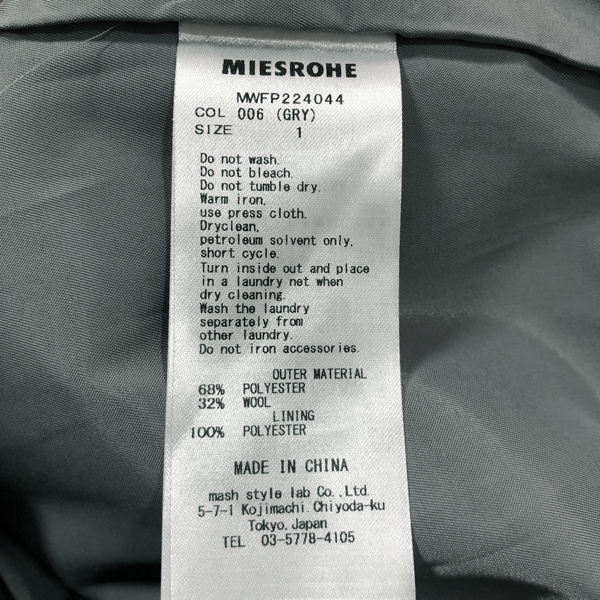 MIESROHE
MWFP224044
COL 006 (GRY)
SIZE 1
Do not wash.
Do not bleach.
Do not tumble dry.
Warm iron,
use press cloth.
Dryclean,
petroleum solvent only,
short cycle.
Turn inside out and place
in a laundry net when
dry cleaning.
Wash the laundry
separately from
other laundry.
Do not iron accessories.
OUTER MATERIAL
68% POLYESTER
32% WOOL
LINING
100% POLYESTER
MADE IN CHINA
mash style lab Co.,Ltd.
5-7-1 Kojimachi,Chiyoda-ku
Tokyo,Japan
TEL 03-5778-4105